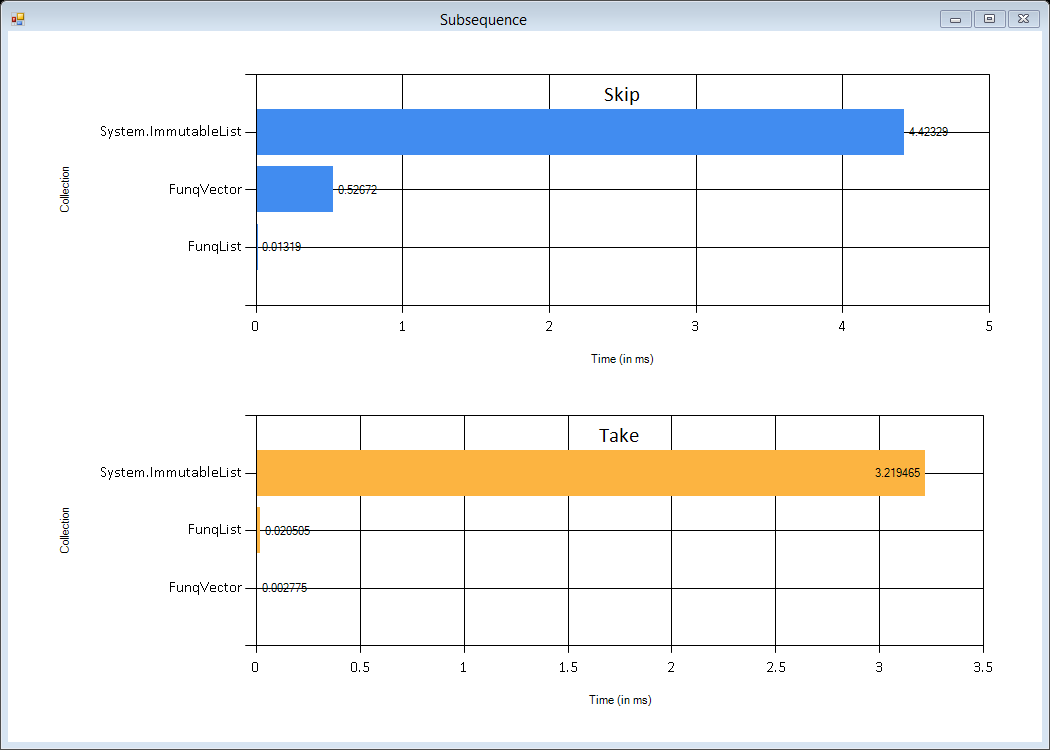 Subsequence
Skip
System.ImmutableList
4.42329
FunqVector
0.52672
FunqList
0.01319
Collection
0 1 2 3 4 5
Time (in ms)
Take
System.ImmutableList
3.219465
FunqList
0.020505
FunqVector
0.002775
Collection
0 0.5 1 1.5 2 2.5 3 3.5
Time (in ms)